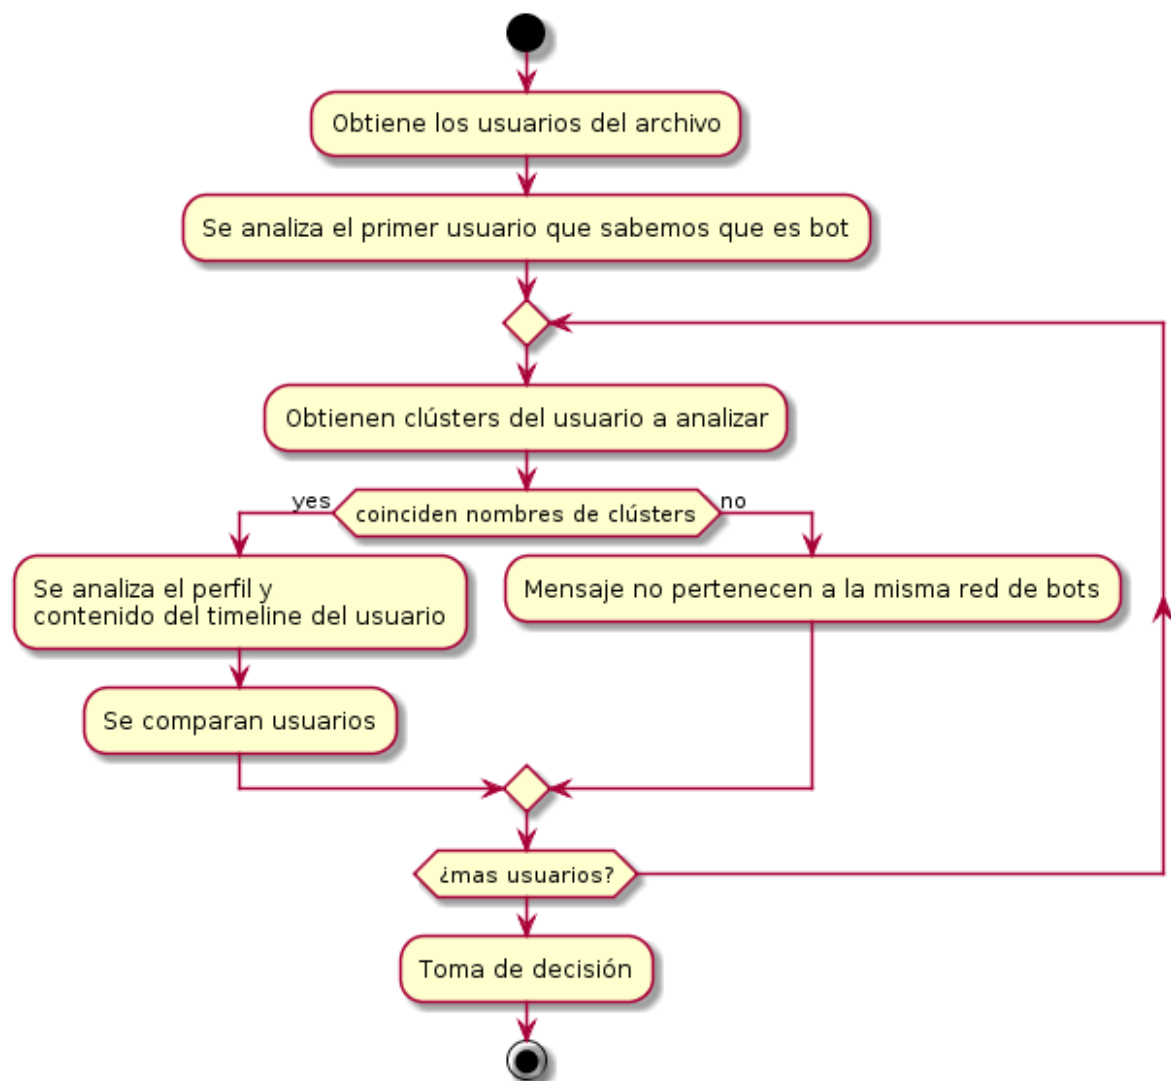 Obtiene los usuarios del archivo
Se analiza el primer usuario que sabemos que es bot
Obtienen clústers del usuario a analizar
yes
coinciden nombres de clústers
no
Se analiza el perfil y
contenido del timeline del usuario
Mensaje no pertenecen a la misma red de bots
Se comparan usuarios
¿mas usuarios?
Toma de decisión